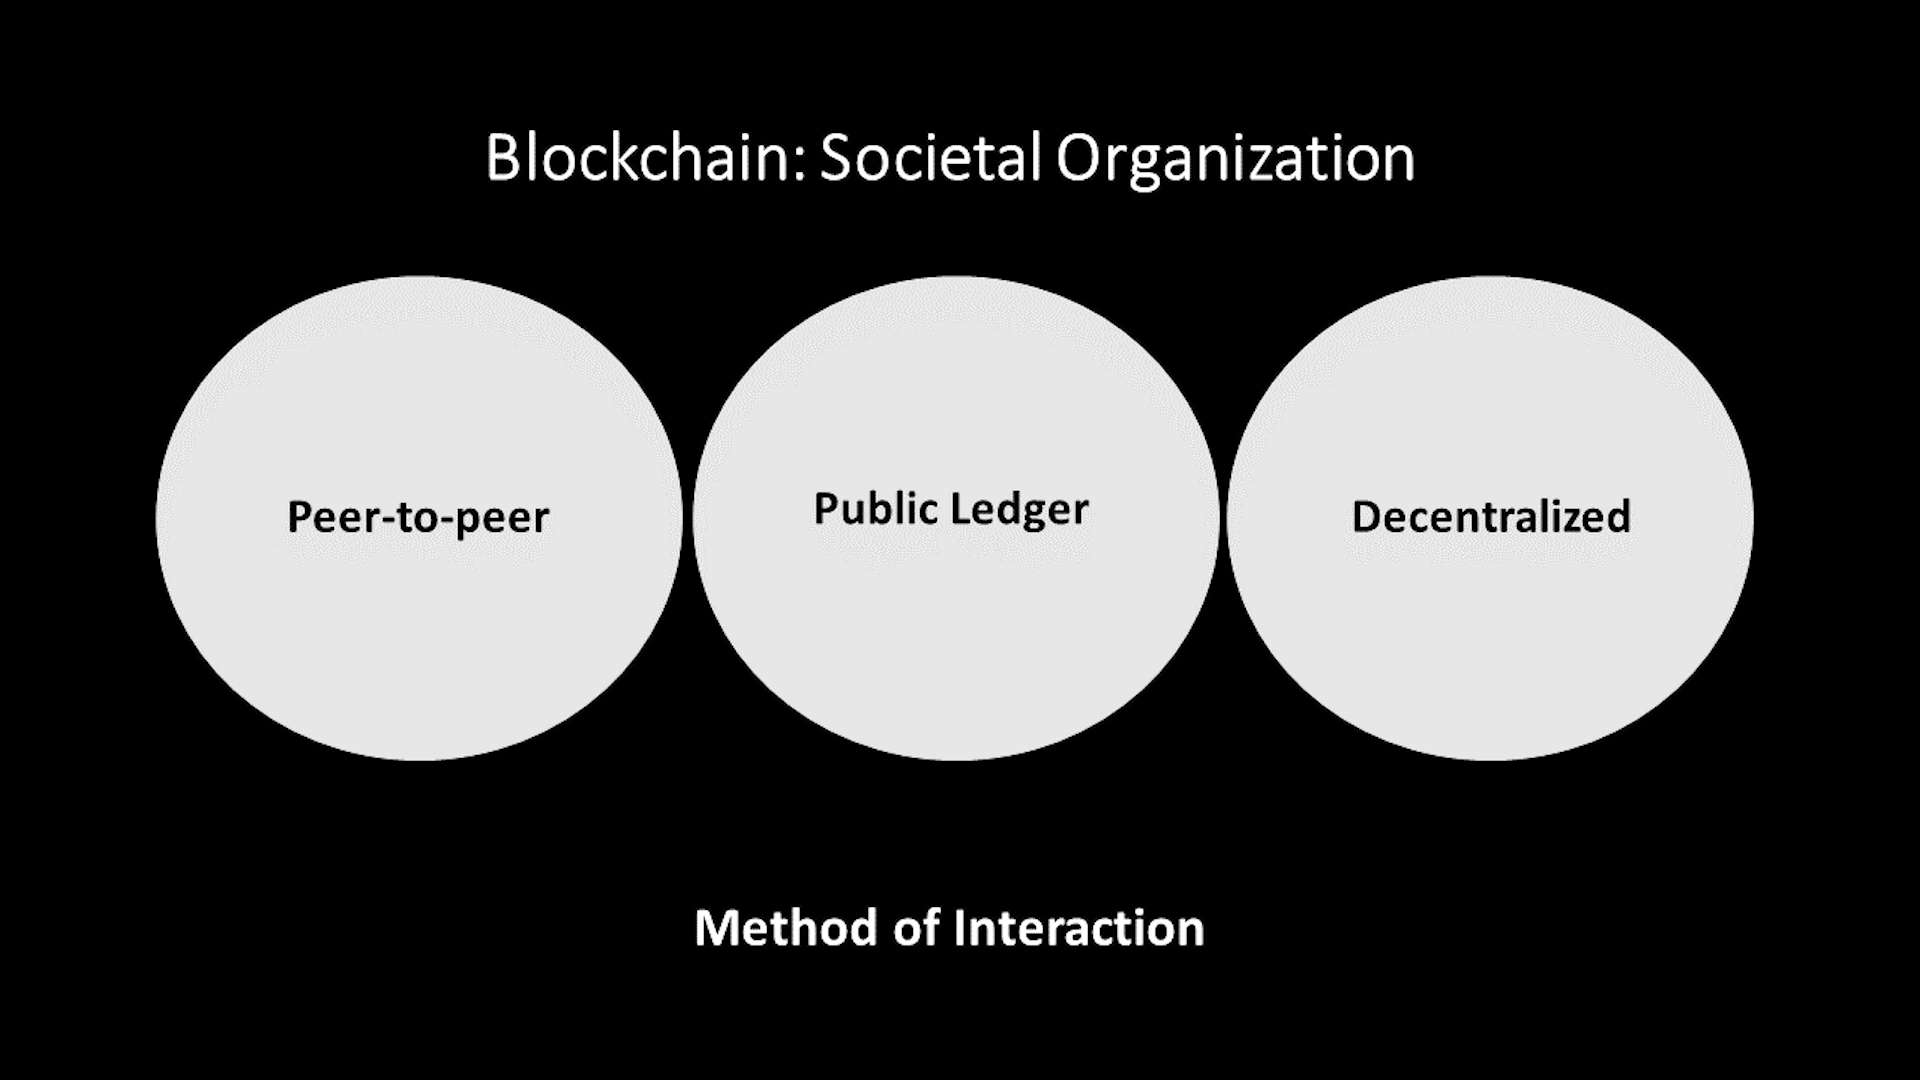 Blockchain: Societal Organization
Peer-to-peer
Public Ledger
Decentralized
Method of Interaction